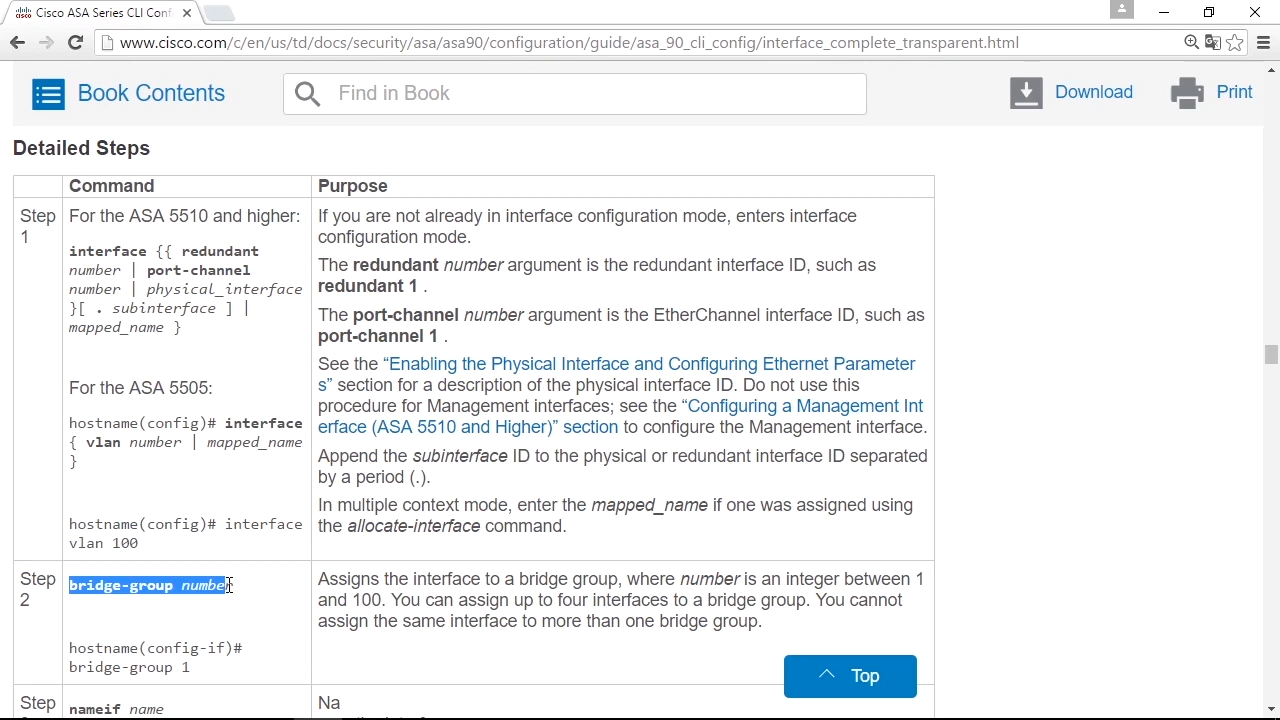 Cisco ASA Series CLI Conf
www.cisco.com/c/en/us/td/docs/security/asa/asa90/configuration/guide/asa_90_cli_config/interface_complete_transparent.html
Book Contents
Find in Book
Download
Print
Detailed Steps
Command
Purpose
Step 1
For the ASA 5510 and higher:
interface {{ redundant
number | port-channel
number | physical_interface
}[ . subinterface ] |
mapped_name }
For the ASA 5505:
hostname(config)# interface
{ vlan number | mapped_name
}
hostname(config)# interface
vlan 100
If you are not already in interface configuration mode, enters interface
configuration mode.
The redundant number argument is the redundant interface ID, such as
redundant 1 .
The port-channel number argument is the EtherChannel interface ID, such as
port-channel 1 .
See the “Enabling the Physical Interface and Configuring Ethernet Parameter
s” section for a description of the physical interface ID. Do not use this
procedure for Management interfaces; see the “Configuring a Management Int
erface (ASA 5510 and Higher)” section to configure the Management interface.
Append the subinterface ID to the physical or redundant interface ID separated
by a period (.).
In multiple context mode, enter the mapped_name if one was assigned using
the allocate-interface command.
Step 2
bridge-group number
hostname(config-if)#
bridge-group 1
Assigns the interface to a bridge group, where number is an integer between 1
and 100. You can assign up to four interfaces to a bridge group. You cannot
assign the same interface to more than one bridge group.
Top
Step
nameif name
Na